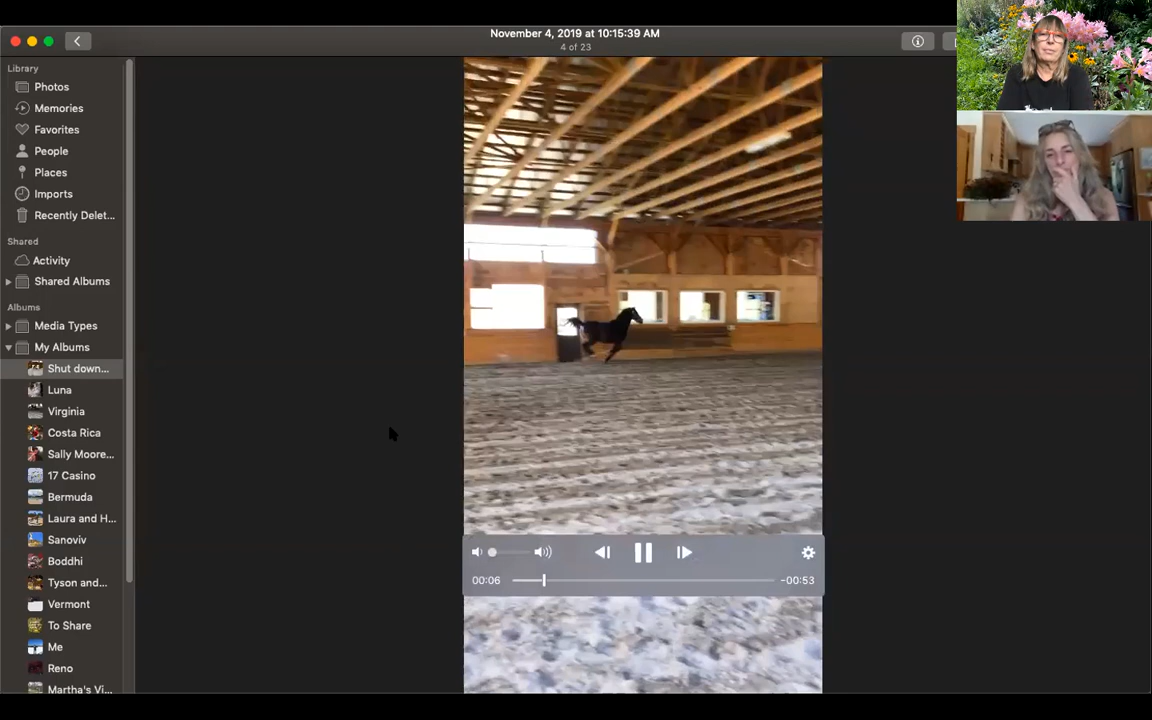 November 4, 2019 at 10:15:39 AM
4 of 23
Library
Photos
Memories
Favorites
People
Places
Imports
Recently Delet...
Shared
Activity
Shared Albums
Albums
Media Types
My Albums
Shut down...
Luna
Virginia
Costa Rica
Sally Moore...
17 Casino
Bermuda
Laura and H...
Sanoviv
Boddhi
Tyson and...
Vermont
To Share
Me
Reno
Martha's Vi...
00:06
-00:53